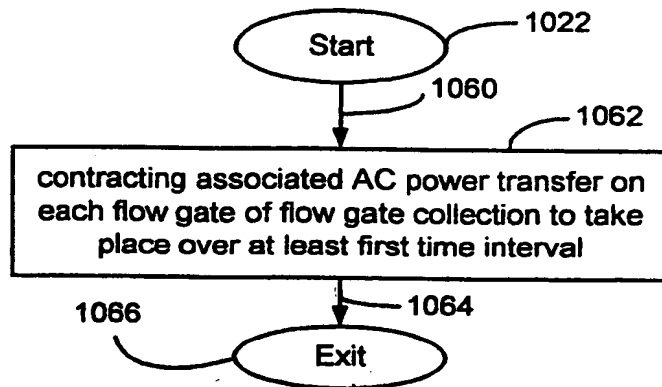 Start
1022
1060
1062
contracting associated AC power transfer on
each flow gate of flow gate collection to take
place over at least first time interval
1064
1066
Exit